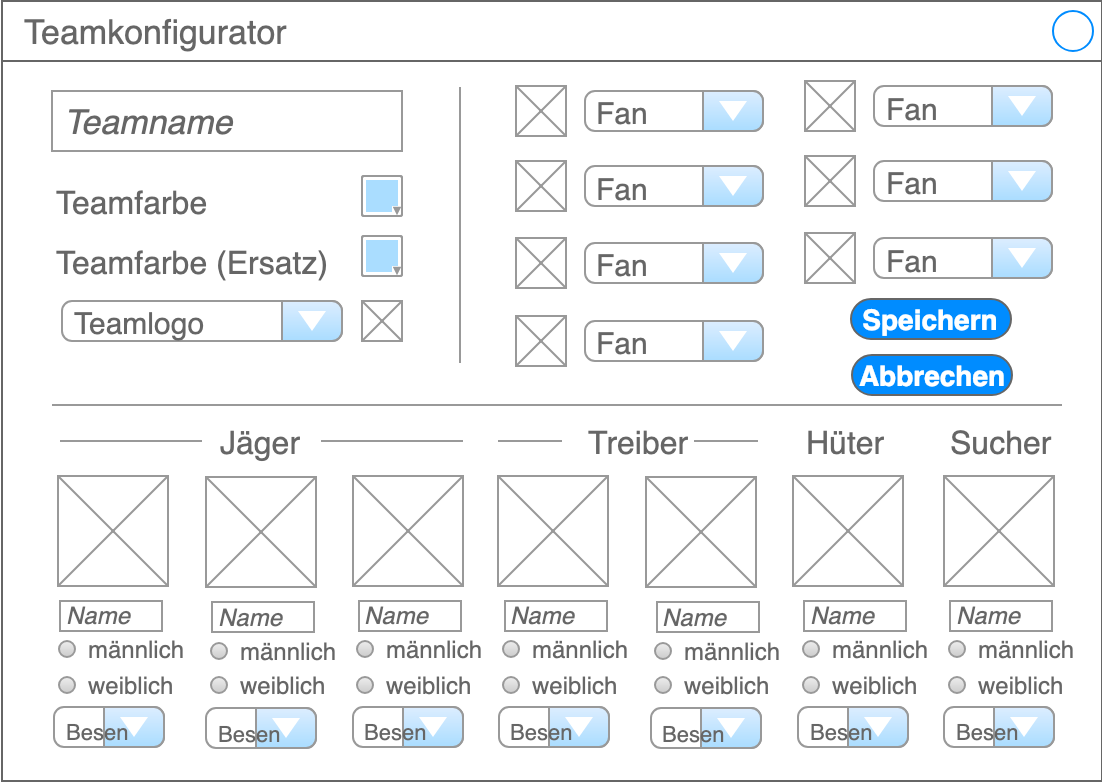 Teamkonfigurator
Teamname
Teamfarbe
Teamfarbe (Ersatz)
Teamlogo
Fan
Fan
Fan
Fan
Fan
Fan
Fan
Speichern
Abbrechen
Jäger Treiber Hüter Sucher
Name Name Name Name Name Name Name
männlich männlich männlich männlich männlich männlich männlich
weiblich weiblich weiblich weiblich weiblich weiblich weiblich
Besen Besen Besen Besen Besen Besen Besen